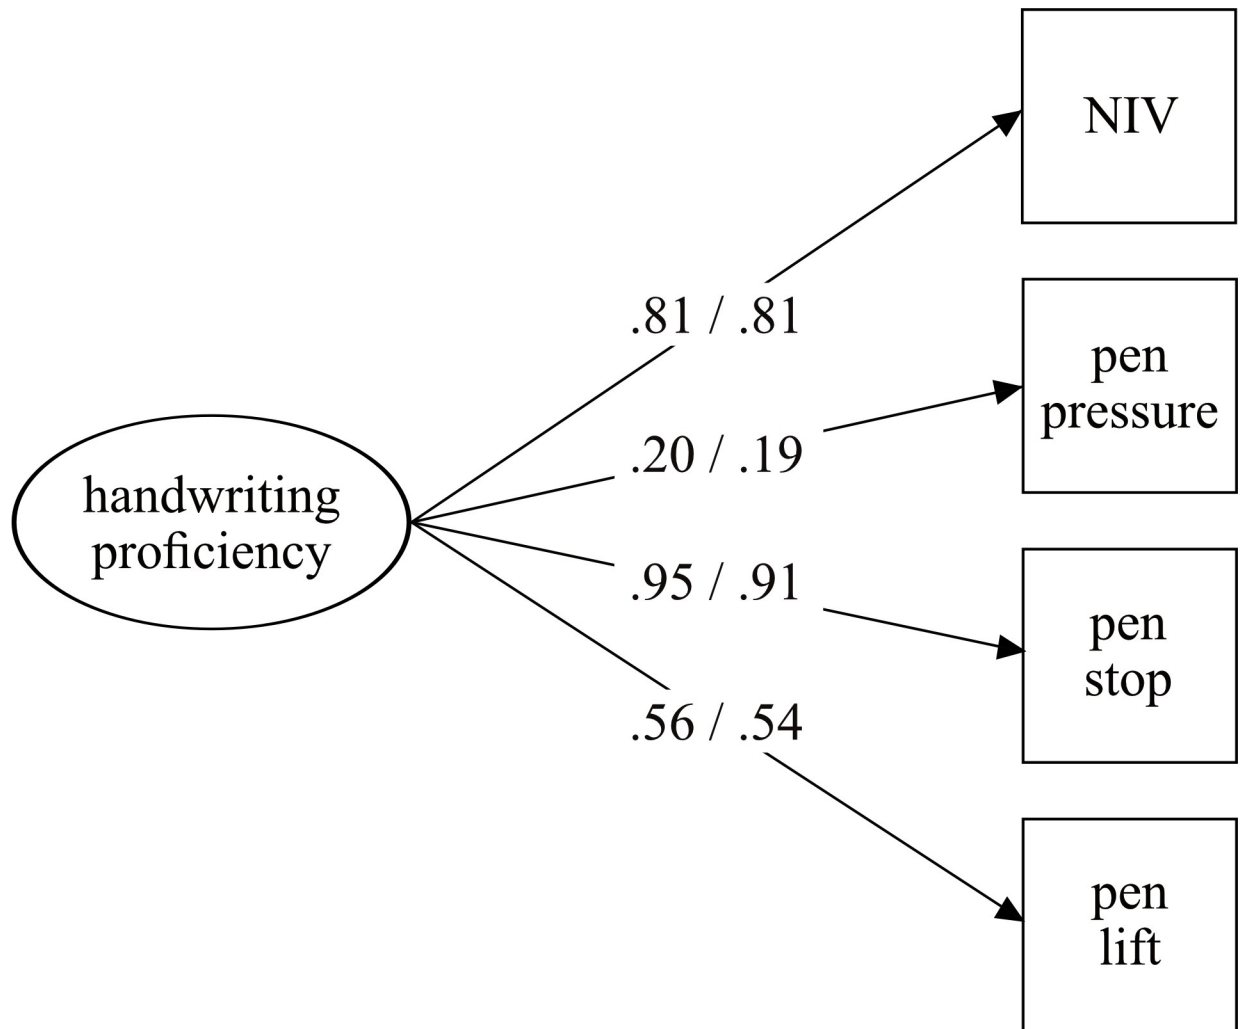 NIV
.81 / .81
pen
pressure
.20 / .19
handwriting
proficiency
.95 / .91
pen
stop
.56 / .54
pen
lift